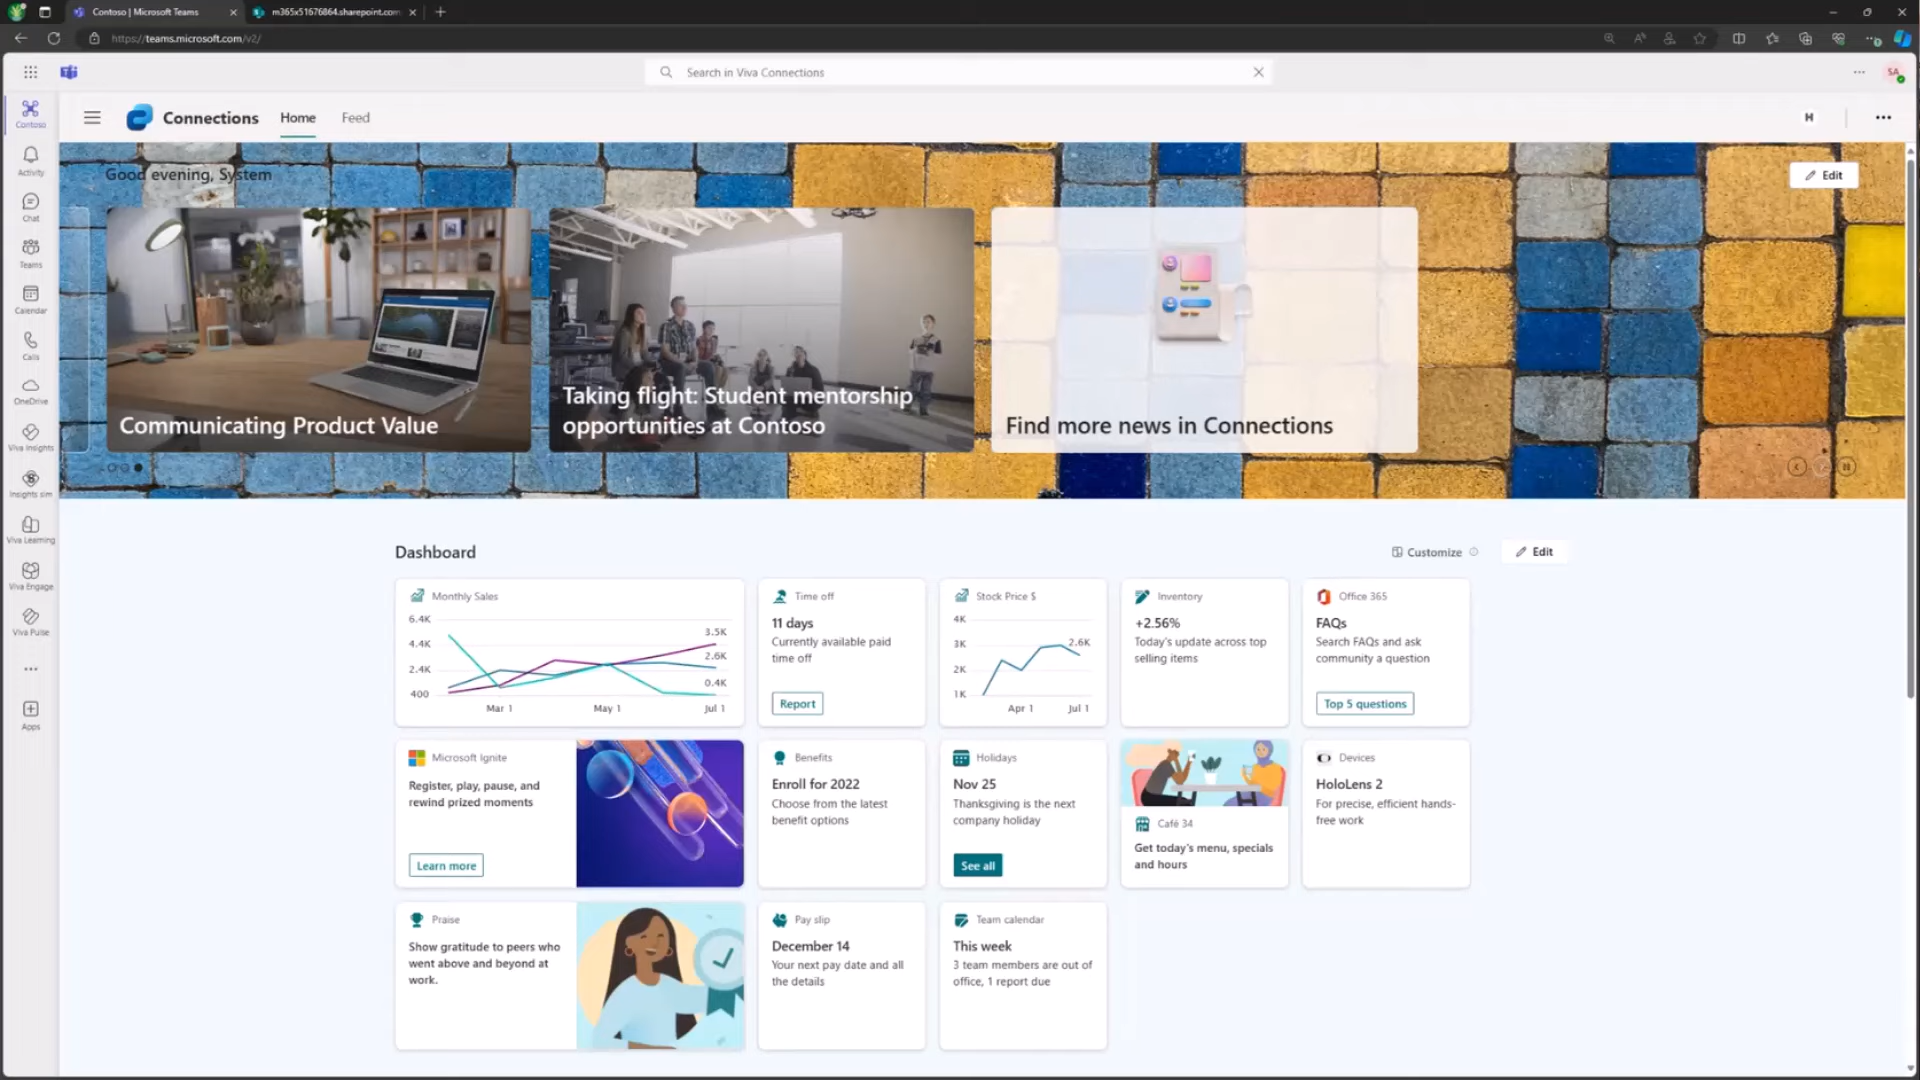 Contoso | Microsoft Teams
m365x51676864.sharepoint.com
https://teams.microsoft.com/v2/
Search in Viva Connections
SA
Connections
Home
Feed
H
Contoso
Activity
Chat
Teams
Calendar
Calls
OneDrive
Viva Insights
Insights sim
Viva Learning
Viva Engage
Viva Pulse
Apps
Good evening, System
Edit
Communicating Product Value
Taking flight: Student mentorship
opportunities at Contoso
Find more news in Connections
Dashboard
Customize
Edit
Monthly Sales
6.4K
4.4K
2.4K
400
3.5K
2.6K
0.4K
Mar 1
May 1
Jul 1
Time off
11 days
Currently available paid
time off
Report
Stock Price $
4K
3K
2K
1K
2.6K
Apr 1
Jul 1
Inventory
+2.56%
Today's update across top
selling items
Office 365
FAQs
Search FAQs and ask
community a question
Top 5 questions
Microsoft Ignite
Register, play, pause, and
rewind prized moments
Learn more
Benefits
Enroll for 2022
Choose from the latest
benefit options
Holidays
Nov 25
Thanksgiving is the next
company holiday
See all
Café 34
Get today's menu, specials
and hours
Devices
HoloLens 2
For precise, efficient hands-
free work
Praise
Show gratitude to peers who
went above and beyond at
work.
Pay slip
December 14
Your next pay date and all
the details
Team calendar
This week
3 team members are out of
office, 1 report due